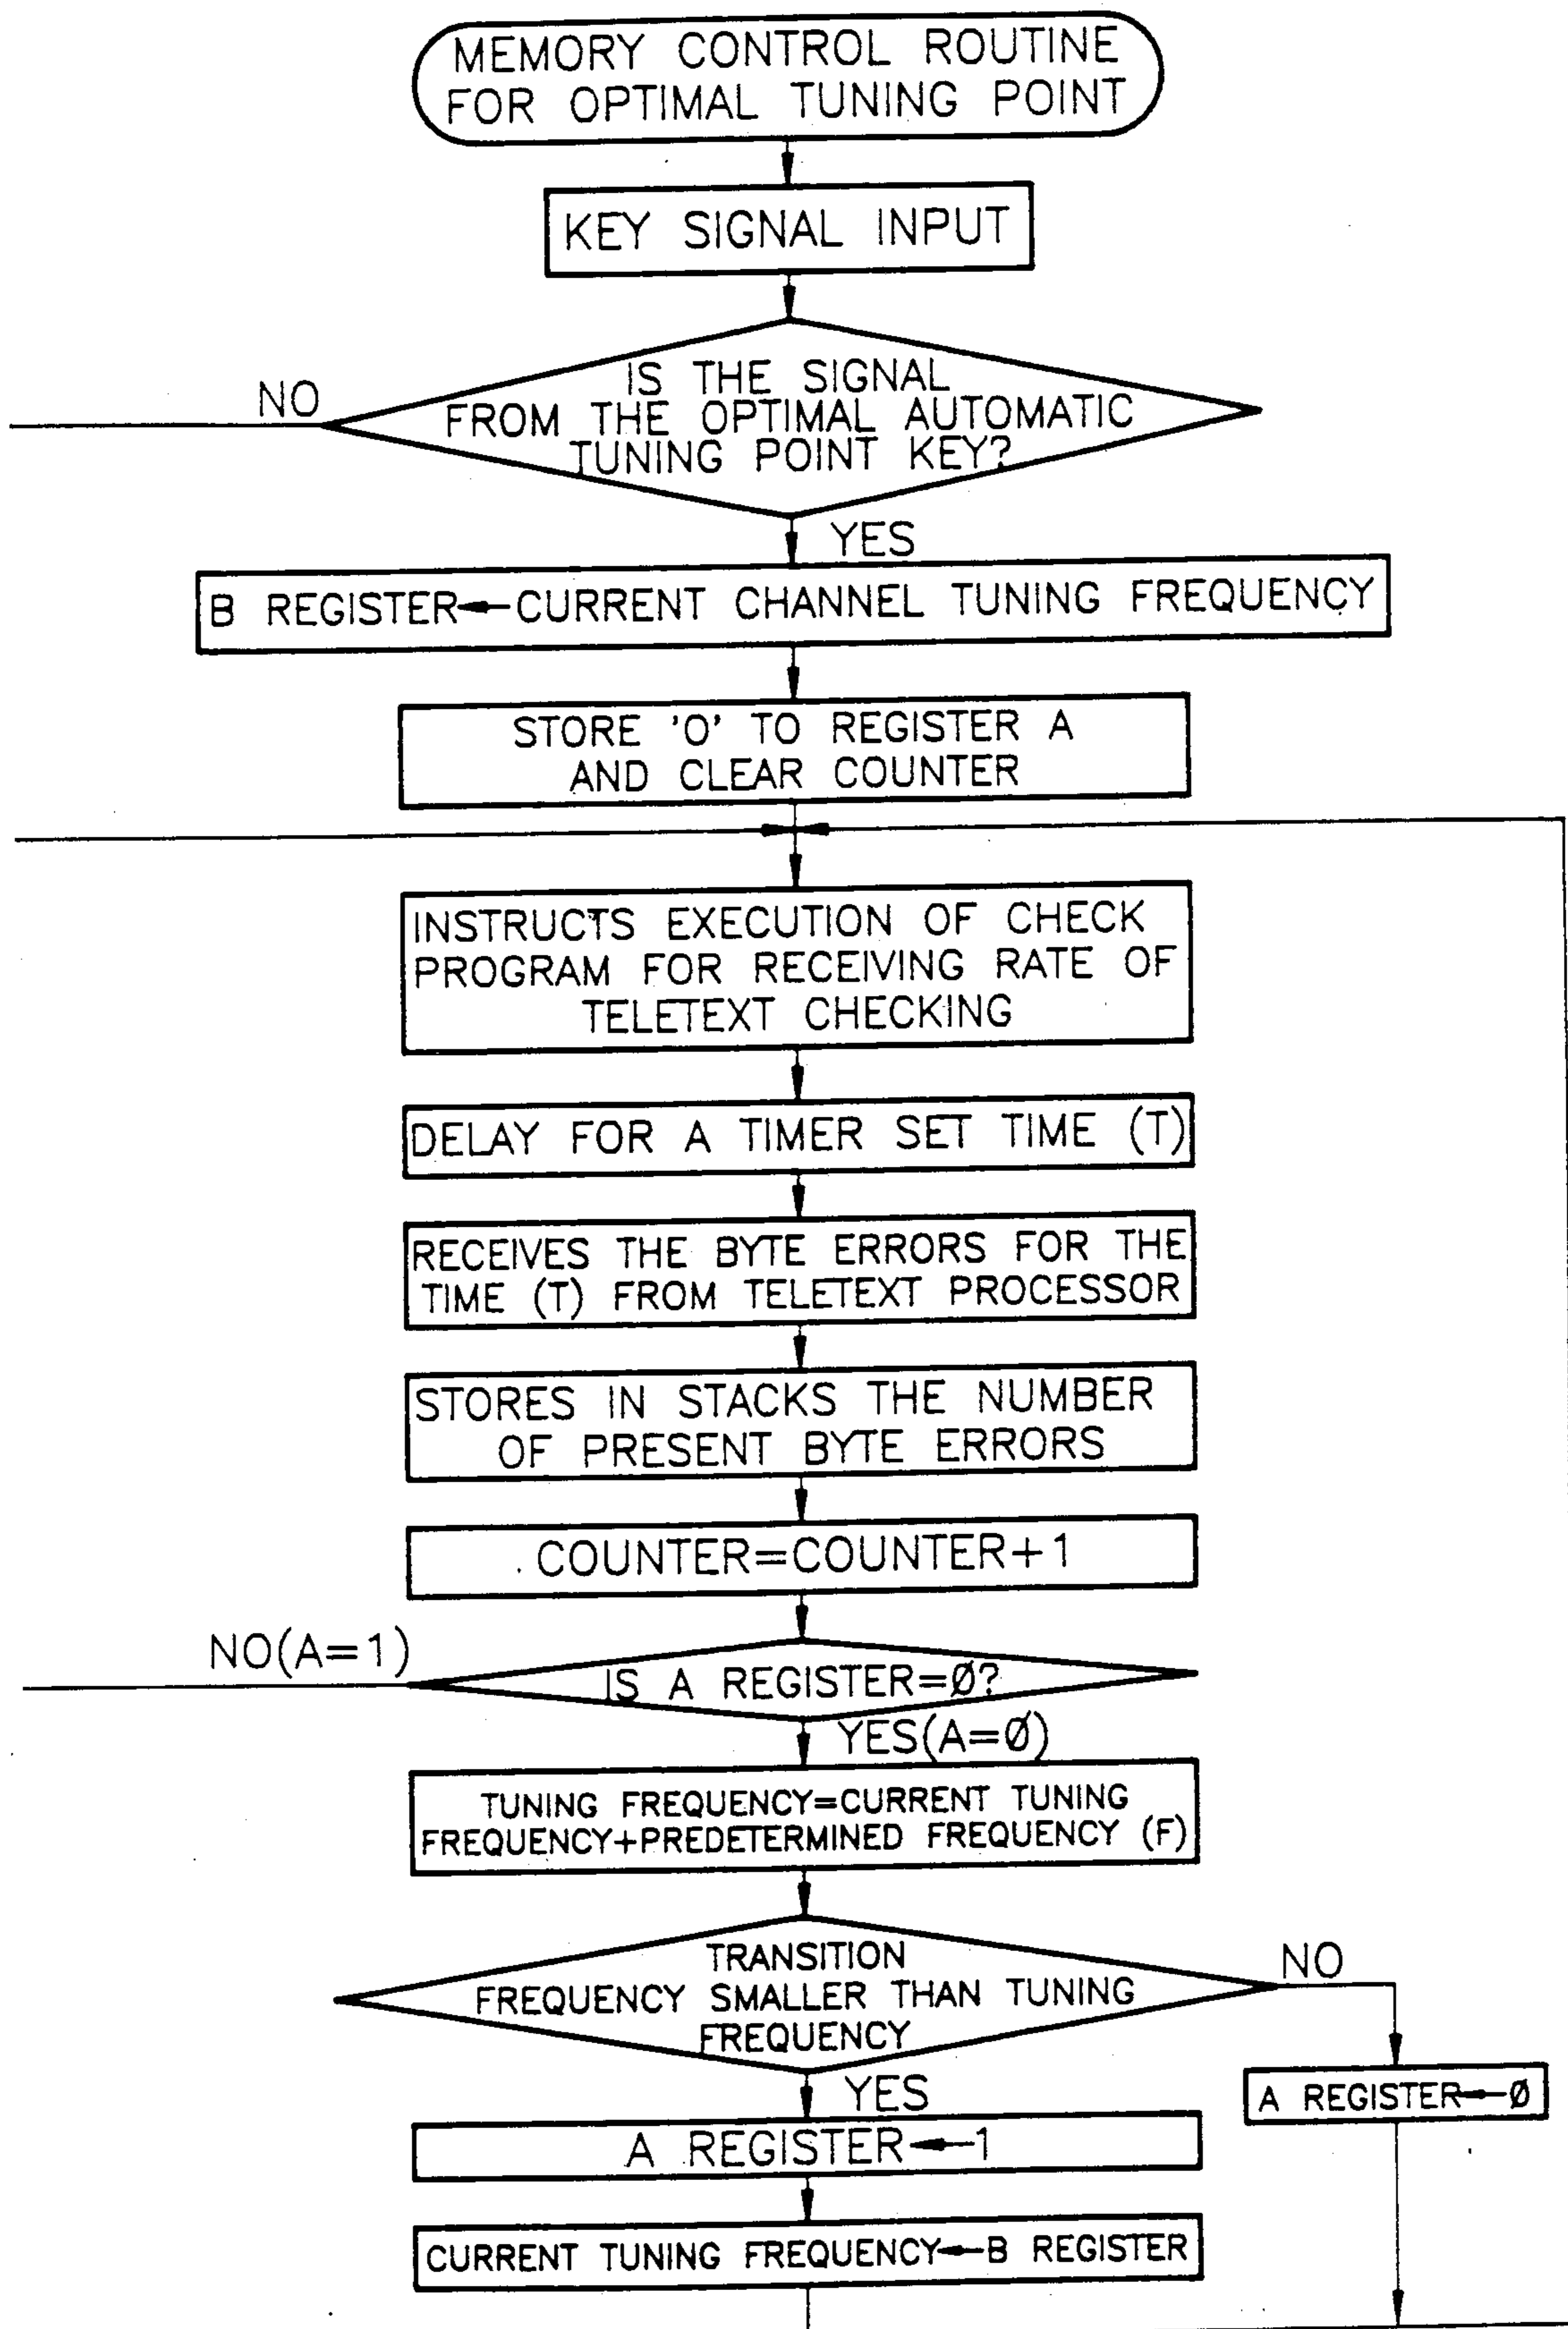 MEMORY CONTROL ROUTINE
FOR OPTIMAL TUNING POINT
KEY SIGNAL INPUT
IS THE SIGNAL
FROM THE OPTIMAL AUTOMATIC
TUNING POINT KEY?
NO
YES
B REGISTER←CURRENT CHANNEL TUNING FREQUENCY
STORE 'O' TO REGISTER A
AND CLEAR COUNTER
INSTRUCTS EXECUTION OF CHECK
PROGRAM FOR RECEIVING RATE OF
TELETEXT CHECKING
DELAY FOR A TIMER SET TIME (T)
RECEIVES THE BYTE ERRORS FOR THE
TIME (T) FROM TELETEXT PROCESSOR
STORES IN STACKS THE NUMBER
OF PRESENT BYTE ERRORS
COUNTER=COUNTER+1
NO(A=1)
IS A REGISTER=Ø?
YES(A=Ø)
TUNING FREQUENCY=CURRENT TUNING
FREQUENCY+PREDETERMINED FREQUENCY (F)
TRANSITION
FREQUENCY SMALLER THAN TUNING
FREQUENCY
NO
YES
A REGISTER←Ø
A REGISTER←1
CURRENT TUNING FREQUENCY←B REGISTER